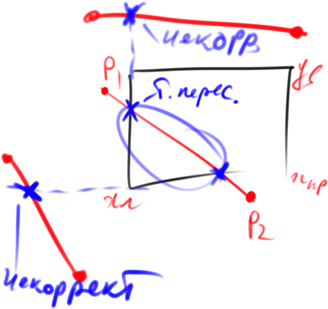 некорр
P₁
yв
т. перес.
xл
xпр
P₂
некоррект